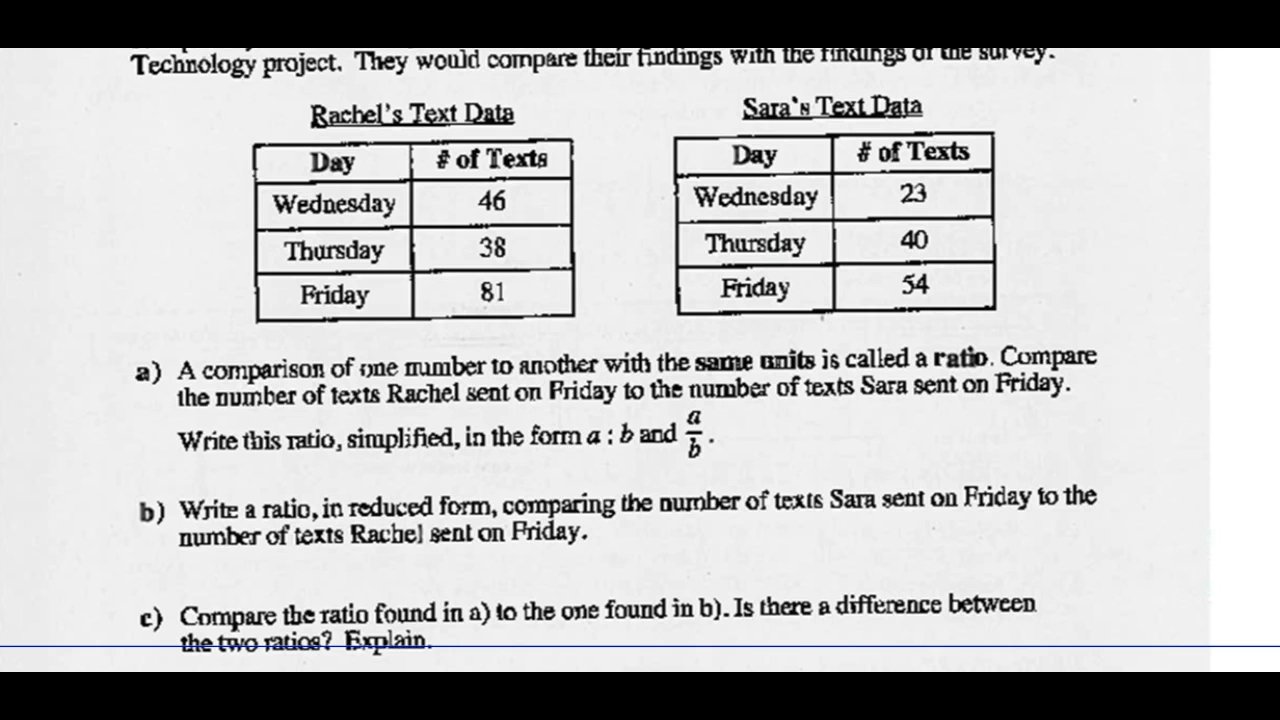 Technology project. They would compare their findings with the findings of the survey.
Rachel's Text Data
Sara's Text Data
Day # of Texts
Wednesday 46
Thursday 38
Friday 81
Day # of Texts
Wednesday 23
Thursday 40
Friday 54
a) A comparison of one number to another with the same units is called a ratio. Compare
the number of texts Rachel sent on Friday to the number of texts Sara sent on Friday.
Write this ratio, simplified, in the form a : b and a/b.
b) Write a ratio, in reduced form, comparing the number of texts Sara sent on Friday to the
number of texts Rachel sent on Friday.
c) Compare the ratio found in a) to the one found in b). Is there a difference between
the two ratios? Explain.